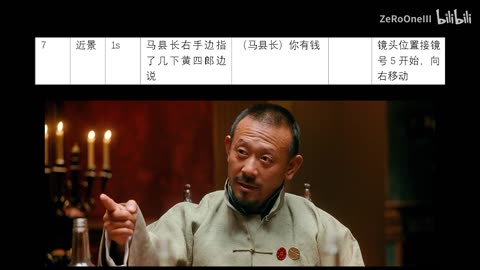 ZeRoOneIII bilibili
7 近景 1s 马县长右手边指 （马县长）你有钱 镜头位置接镜
了几下黄四郎边 号 5 开始，向
说 右移动